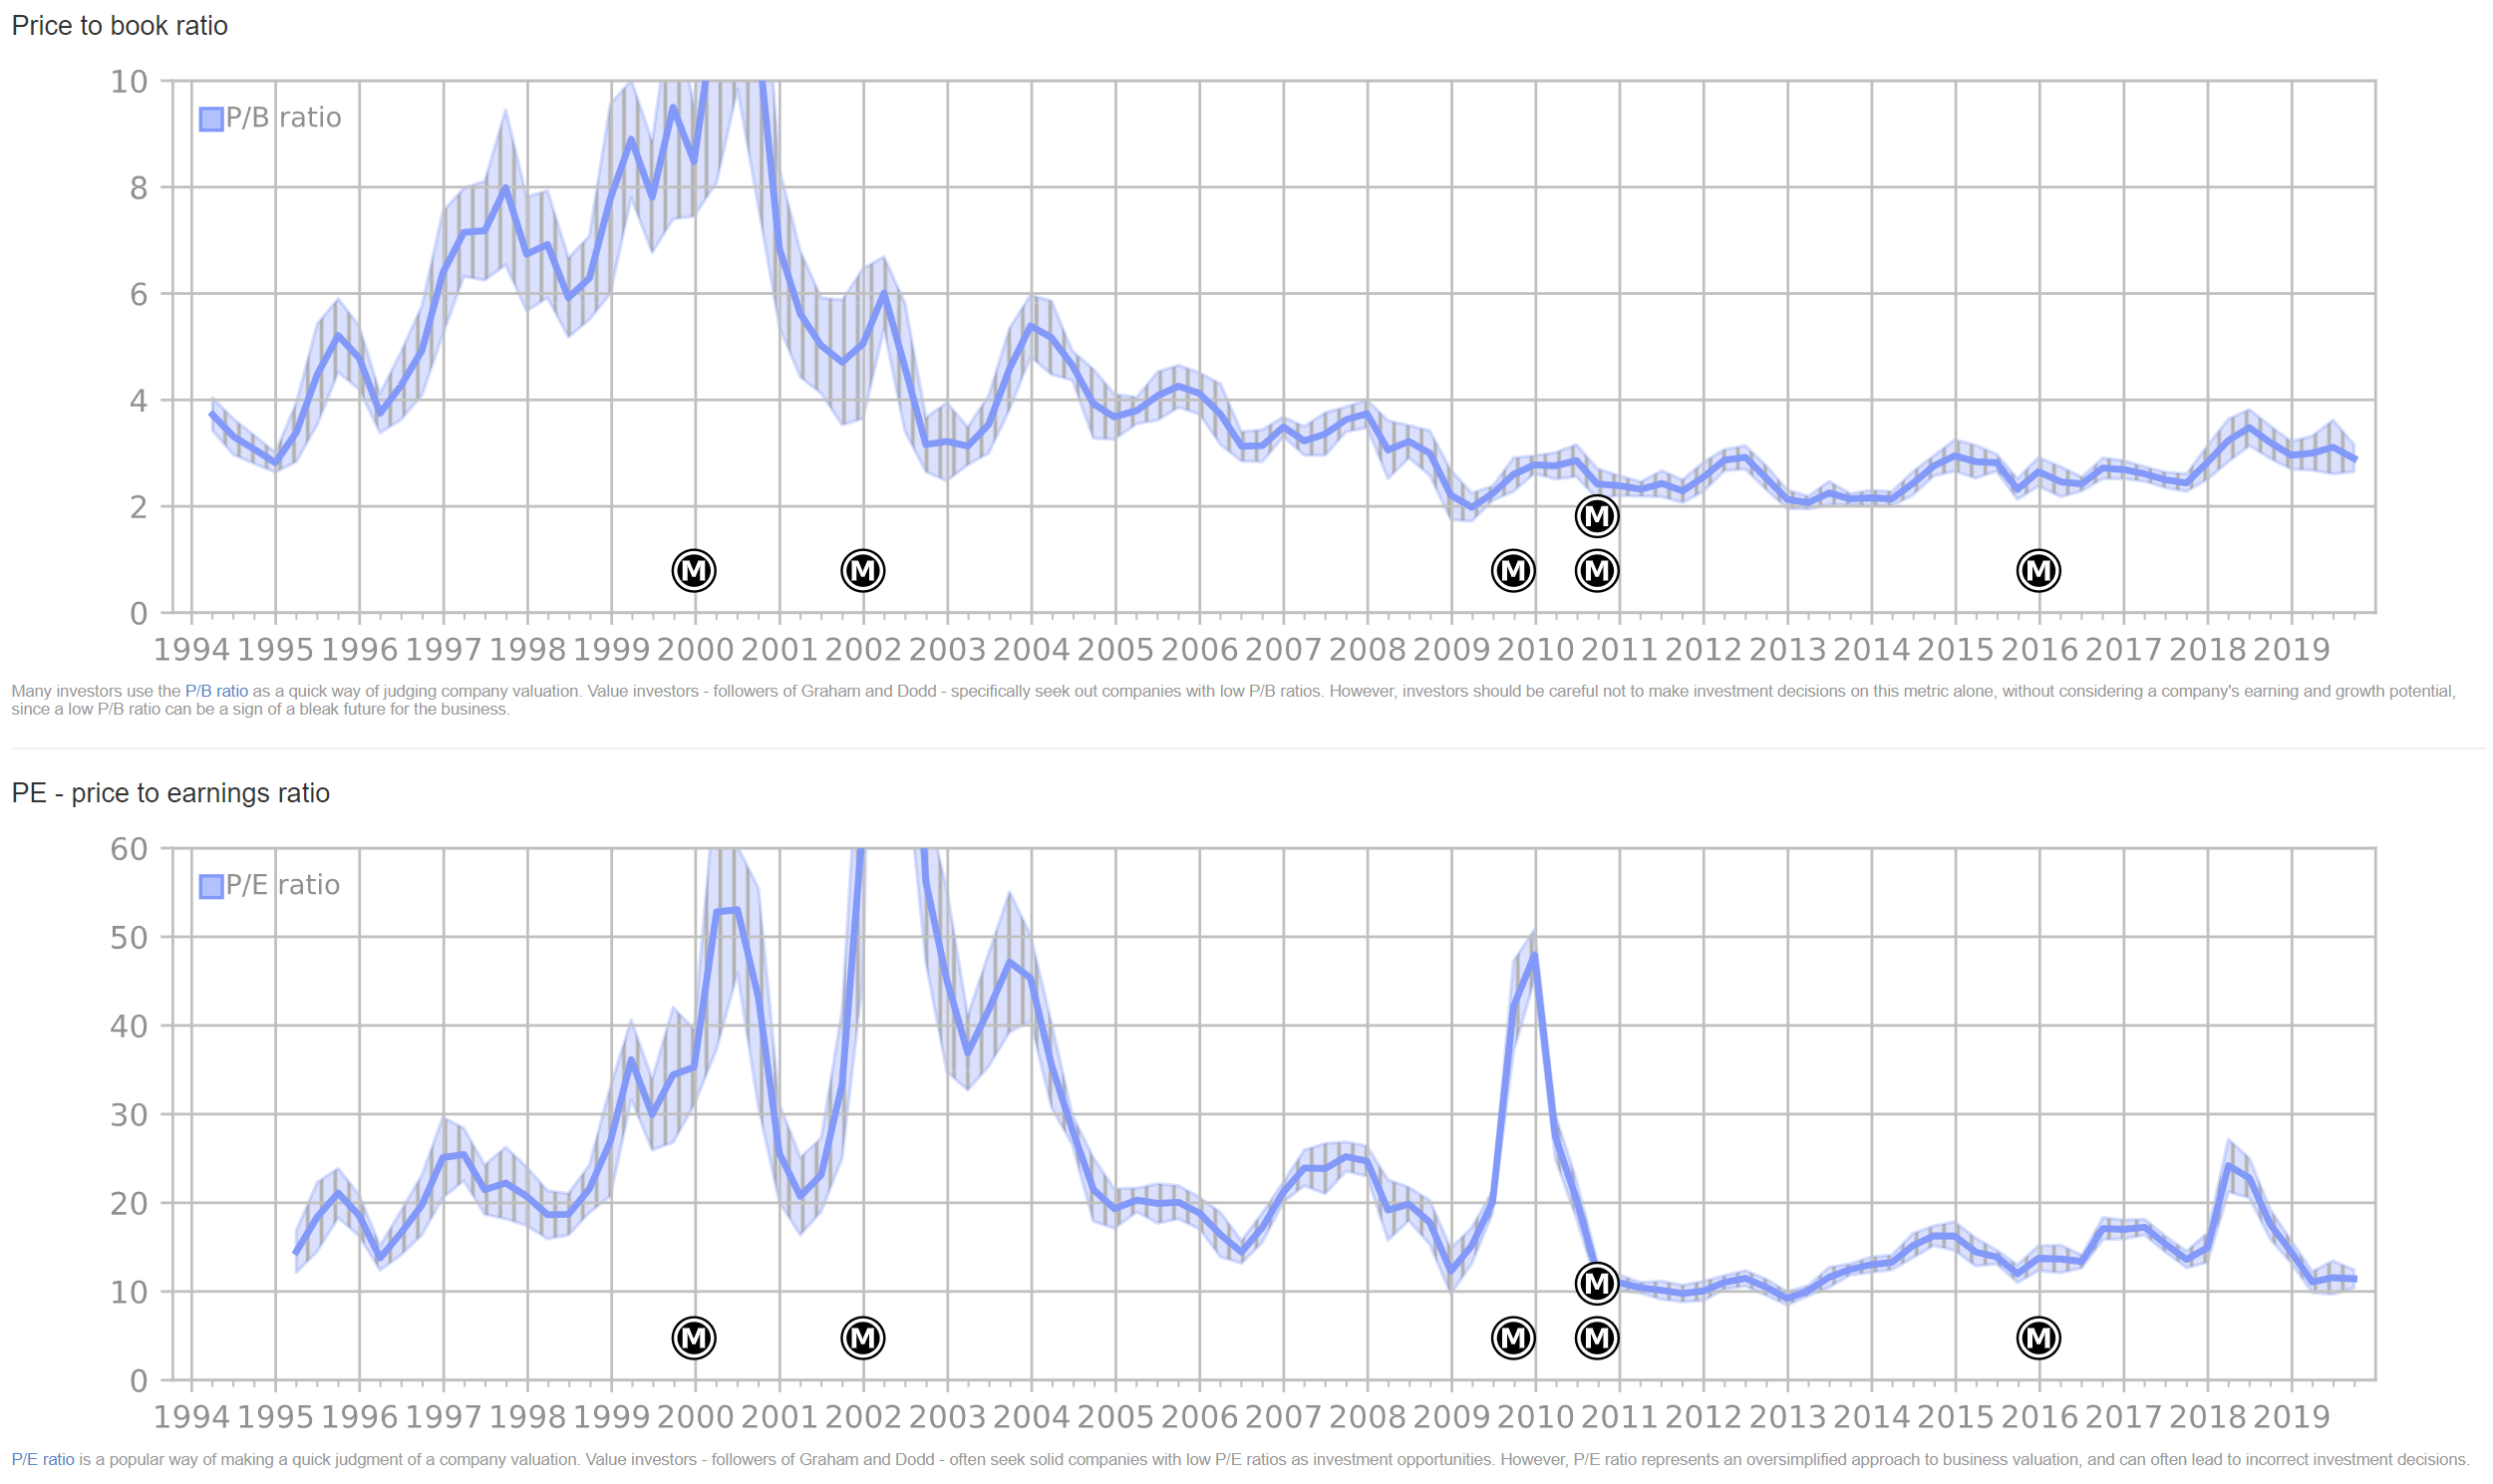 Price to book ratio
10
P/B ratio
8
6
4
2
M
M M M M M
0
1994 1995 1996 1997 1998 1999 2000 2001 2002 2003 2004 2005 2006 2007 2008 2009 2010 2011 2012 2013 2014 2015 2016 2017 2018 2019
Many investors use the P/B ratio as a quick way of judging company valuation. Value investors - followers of Graham and Dodd - specifically seek out companies with low P/B ratios. However, investors should be careful not to make investment decisions on this metric alone, without considering a company's earning and growth potential,
since a low P/B ratio can be a sign of a bleak future for the business.
PE - price to earnings ratio
60
P/E ratio
50
40
30
20
10
M
M M M M M
0
1994 1995 1996 1997 1998 1999 2000 2001 2002 2003 2004 2005 2006 2007 2008 2009 2010 2011 2012 2013 2014 2015 2016 2017 2018 2019
P/E ratio is a popular way of making a quick judgment of a company valuation. Value investors - followers of Graham and Dodd - often seek solid companies with low P/E ratios as investment opportunities. However, P/E ratio represents an oversimplified approach to business valuation, and can often lead to incorrect investment decisions.